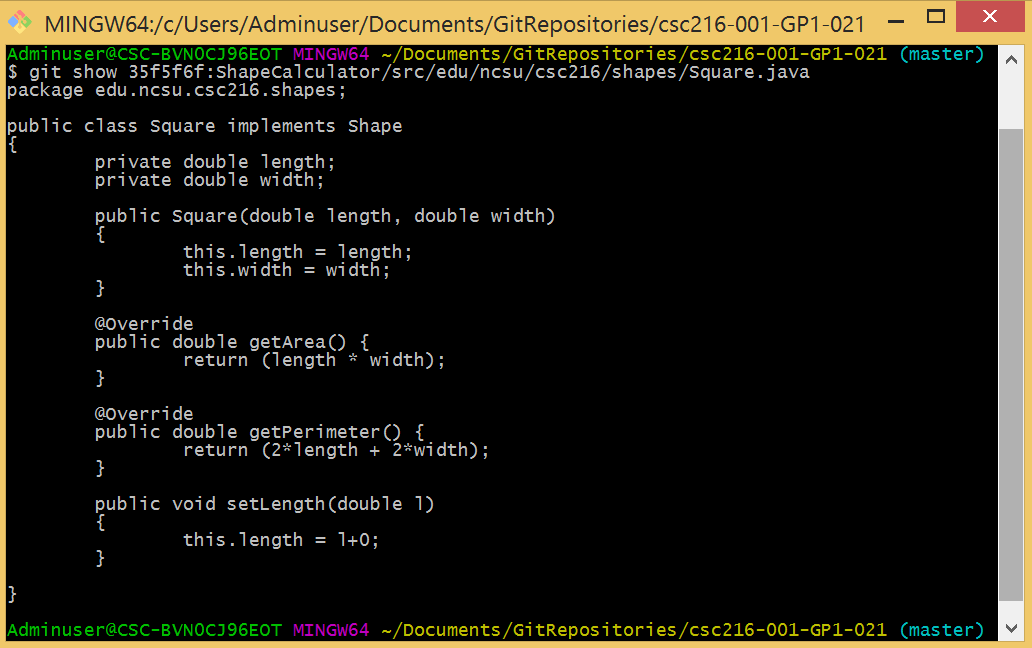 MINGW64:/c/Users/Adminuser/Documents/GitRepositories/csc216-001-GP1-021
Adminuser@CSC-BVN0CJ96EOT MINGW64 ~/Documents/GitRepositories/csc216-001-GP1-021 (master)
$ git show 35f5f6f:ShapeCalculator/src/edu/ncsu/csc216/shapes/Square.java
package edu.ncsu.csc216.shapes;

public class Square implements Shape
{
        private double length;
        private double width;

        public Square(double length, double width)
        {
                this.length = length;
                this.width = width;
        }

        @Override
        public double getArea() {
                return (length * width);
        }

        @Override
        public double getPerimeter() {
                return (2*length + 2*width);
        }

        public void setLength(double l)
        {
                this.length = l+0;
        }

}

Adminuser@CSC-BVN0CJ96EOT MINGW64 ~/Documents/GitRepositories/csc216-001-GP1-021 (master)